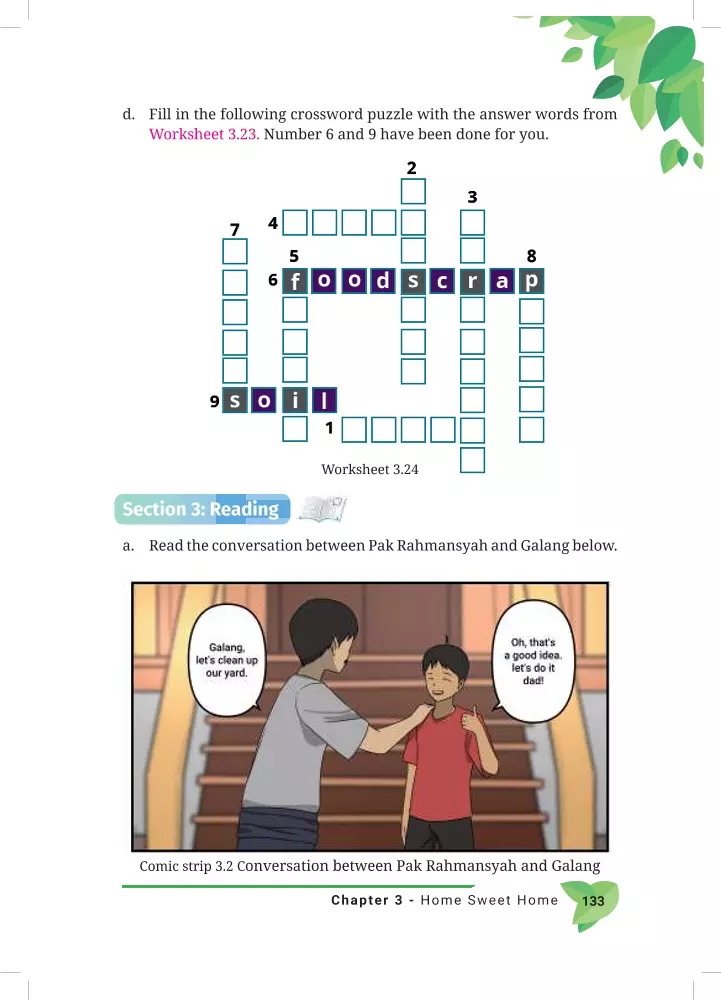 d. Fill in the following crossword puzzle with the answer words from
Worksheet 3.23. Number 6 and 9 have been done for you.
2
3
4
7
5
8
6 foodscrap
9 soil
1
Worksheet 3.24
Section 3: Reading
a. Read the conversation between Pak Rahmansyah and Galang below.
Galang,
let's clean up
our yard.
Oh, that's
a good idea.
let's do it
dad!
Comic strip 3.2 Conversation between Pak Rahmansyah and Galang
Chapter 3 - Home Sweet Home 133